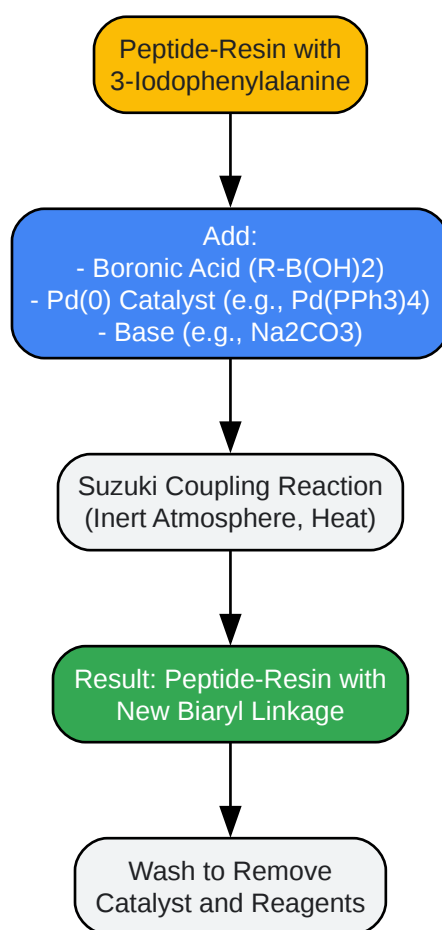 Peptide-Resin with
3-Iodophenylalanine
Add:
- Boronic Acid (R-B(OH)2)
- Pd(0) Catalyst (e.g., Pd(PPh3)4)
- Base (e.g., Na2CO3)
Suzuki Coupling Reaction
(Inert Atmosphere, Heat)
Result: Peptide-Resin with
New Biaryl Linkage
Wash to Remove
Catalyst and Reagents